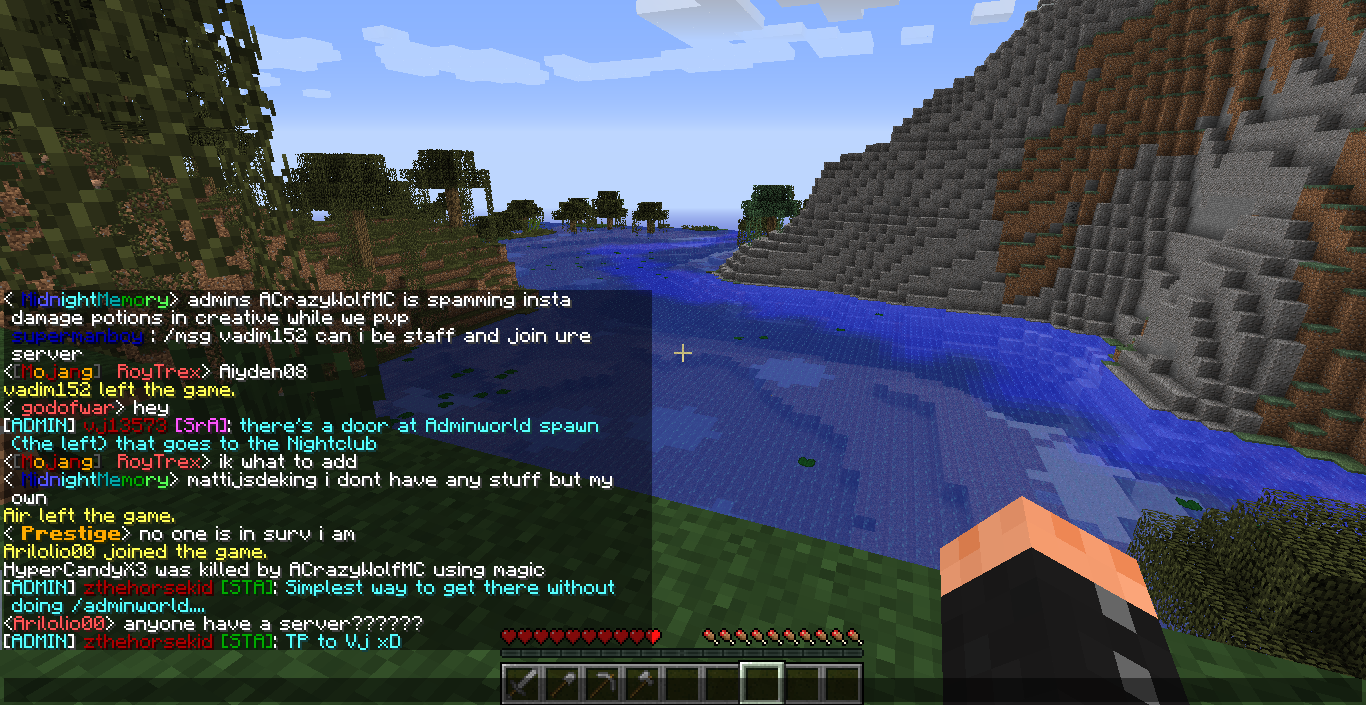 < MidnightMemory> admins ACrazyWolfMC is spamming insta
damage potions in creative while we pvp
supermanboy : /msg vadim152 can i be staff and join ure
server
<[Mojang] RoyTrex> Aiyden08
vadim152 left the game.
< godofwar> hey
[ADMIN] vj13573 [SrA]: there's a door at Adminworld spawn
(the left) that goes to the Nightclub
<[Mojang] RoyTrex> ik what to add
< MidnightMemory> mattijsdeking i dont have any stuff but my
own
Air left the game.
< Prestige> no one is in surv i am
Arilolio00 joined the game.
HyperCandyX3 was killed by ACrazyWolfMC using magic
[ADMIN] zthehorsekid [STA]: Simplest way to get there without
doing /adminworld....
<Arilolio00> anyone have a server??????
[ADMIN] zthehorsekid [STA]: TP to Vj xD